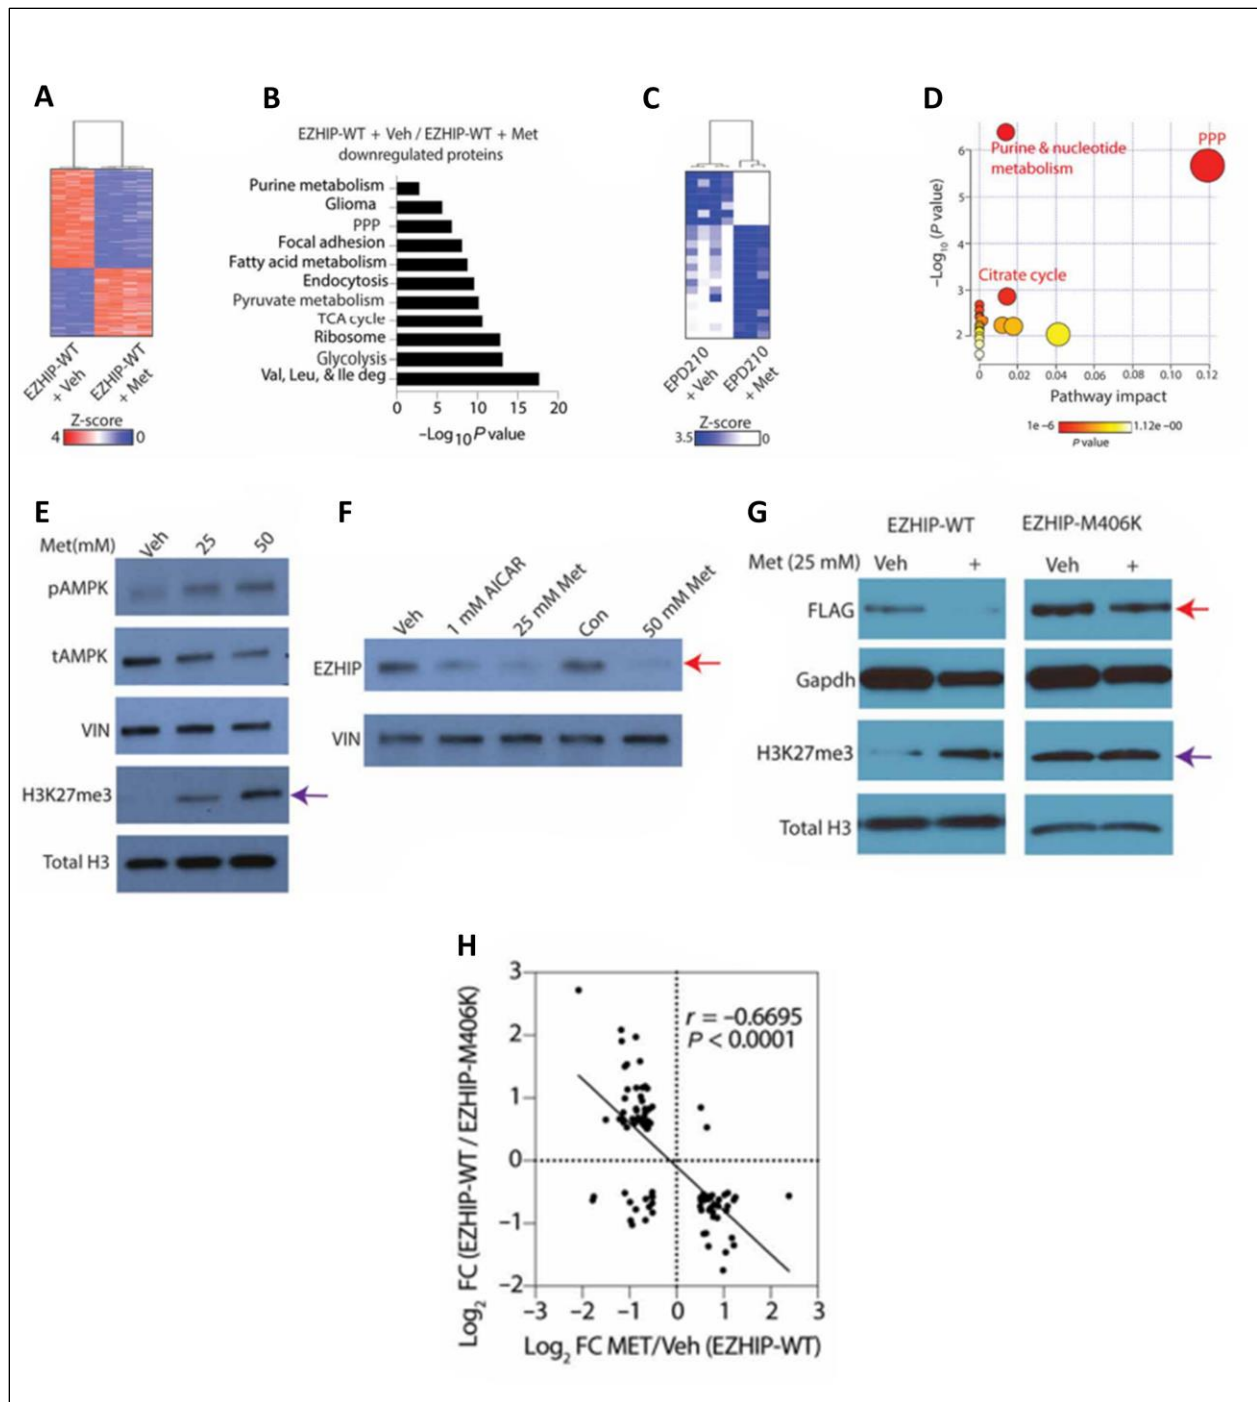 A
EZHIP-WT
+ Veh
EZHIP-WT
+ Met
Z-score
4 0
B
EZHIP-WT + Veh / EZHIP-WT + Met
downregulated proteins
Purine metabolism
Glioma
PPP
Focal adhesion
Fatty acid metabolism
Endocytosis
Pyruvate metabolism
TCA cycle
Ribosome
Glycolysis
Val, Leu, & Ile deg
0 5 10 15 20
–Log10 P value
C
EPD210
+ Veh
EPD210
+ Met
Z-score
3.5 0
D
Purine & nucleotide
metabolism
PPP
Citrate cycle
–Log10 (P value)
6
5
4
3
2
0 0.02 0.04 0.06 0.08 0.10 0.12
Pathway impact
1e –6 1.12e –00
P value
E
Met(mM) Veh 25 50
pAMPK
tAMPK
VIN
H3K27me3
Total H3
F
Veh 1 mM AICAR 25 mM Met Con 50 mM Met
EZHIP
VIN
G
EZHIP-WT EZHIP-M406K
Met (25 mM) Veh + Veh +
FLAG
Gapdh
H3K27me3
Total H3
H
Log2 FC (EZHIP-WT / EZHIP-M406K)
3
2
1
0
–1
–2
r = –0.6695
P < 0.0001
–3 –2 –1 0 1 2 3
Log2 FC MET/Veh (EZHIP-WT)